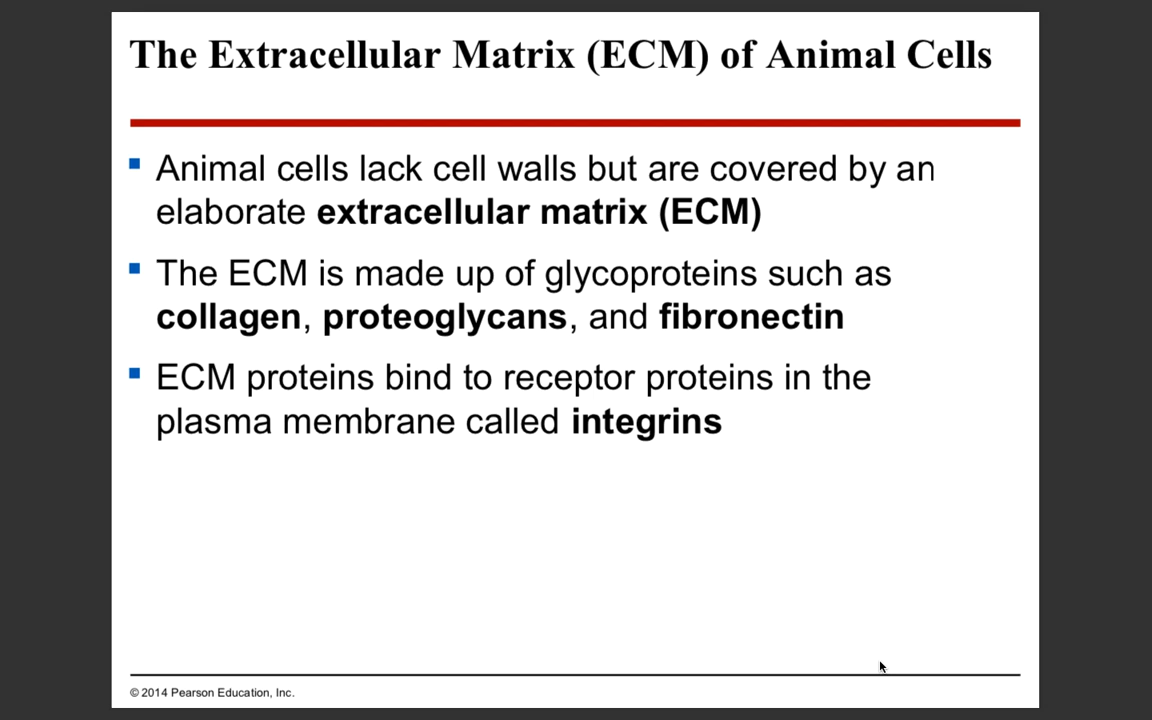 The Extracellular Matrix (ECM) of Animal Cells
Animal cells lack cell walls but are covered by an
elaborate extracellular matrix (ECM)
The ECM is made up of glycoproteins such as
collagen, proteoglycans, and fibronectin
ECM proteins bind to receptor proteins in the
plasma membrane called integrins
© 2014 Pearson Education, Inc.